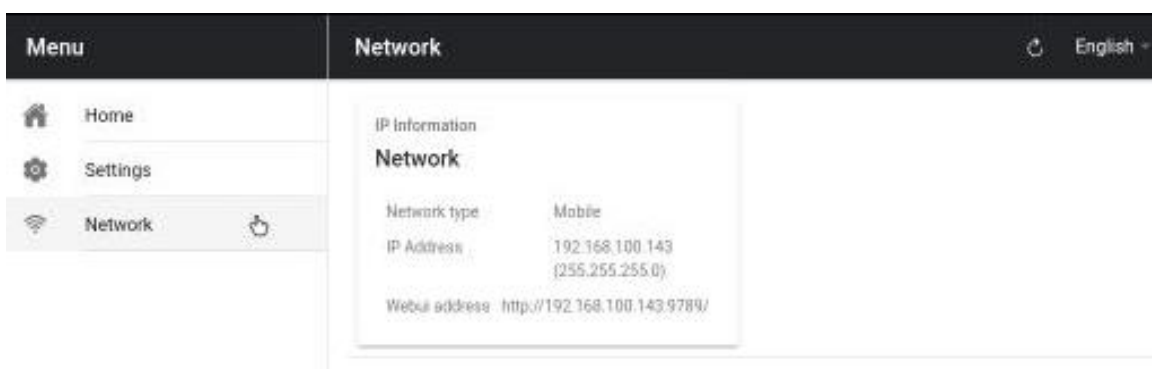 Menu
Network
English
Home
Settings
Network
IP Information
Network
Network type Mobile
IP Address 192.168.100.143
(255.255.255.0)
Webui address http://192.168.100.143:9789/